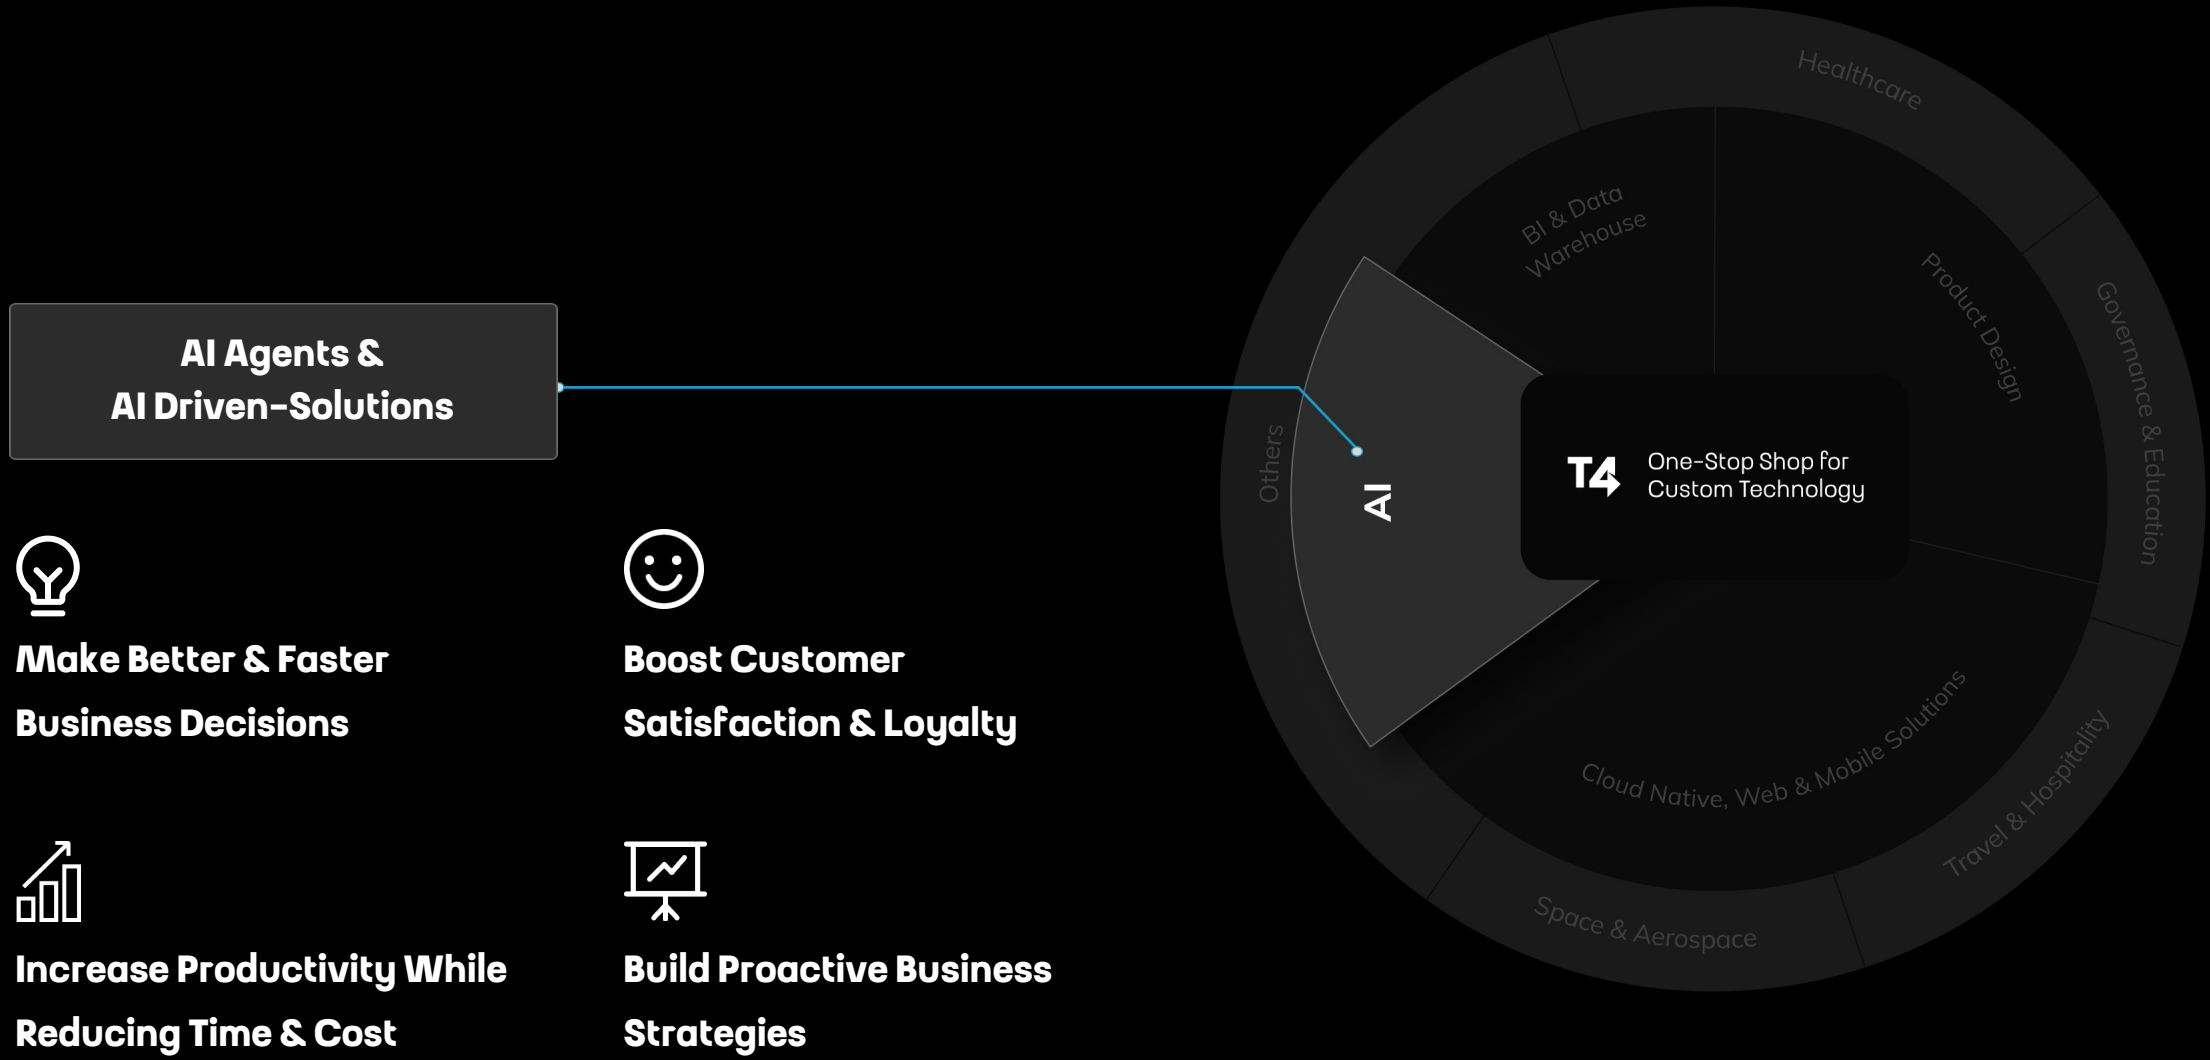 AI Agents &
AI Driven-Solutions
Make Better & Faster
Business Decisions
Boost Customer
Satisfaction & Loyalty
Increase Productivity While
Reducing Time & Cost
Build Proactive Business
Strategies
Healthcare
Governance & Education
Travel & Hospitality
Space & Aerospace
Others
BI & Data
Warehouse
Product Design
Cloud Native, Web & Mobile Solutions
AI
T4
One-Stop Shop for
Custom Technology